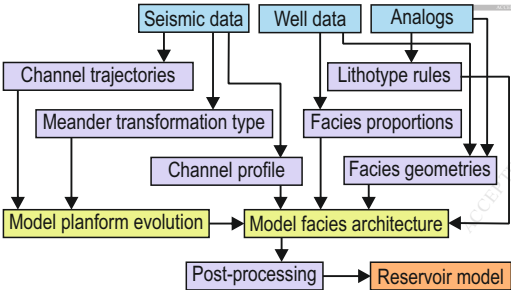 Seismic data
Well data
Analogs
Channel trajectories
Lithotype rules
Meander transformation type
Facies proportions
Channel profile
Facies geometries
Model planform evolution
Model facies architecture
Post-processing
Reservoir model